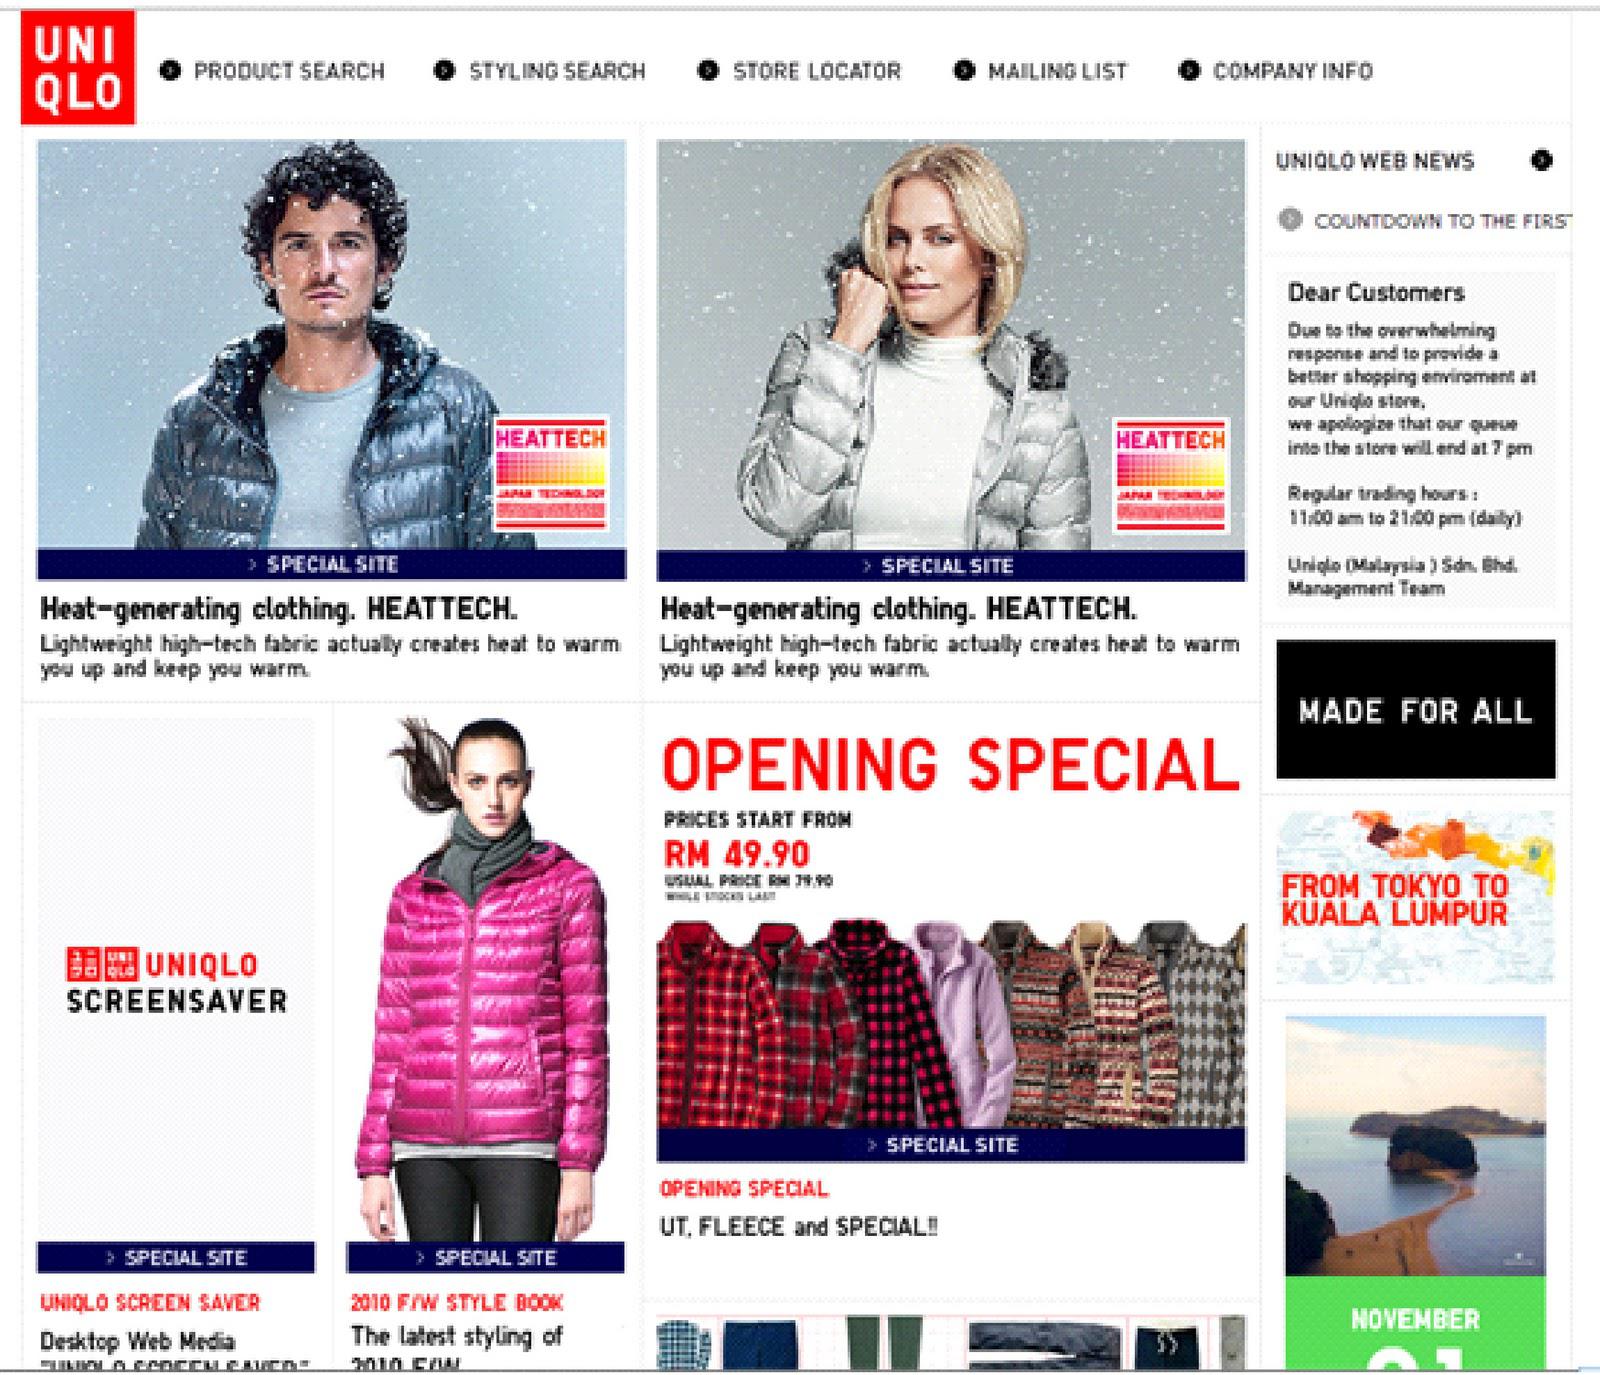 UNI
QLO
PRODUCT SEARCH
STYLING SEARCH
STORE LOCATOR
MAILING LIST
COMPANY INFO
HEATTECH
JAPAN TECHNOLOGY
> SPECIAL SITE
Heat-generating clothing. HEATTECH.
Lightweight high-tech fabric actually creates heat to warm
you up and keep you warm.
HEATTECH
JAPAN TECHNOLOGY
> SPECIAL SITE
Heat-generating clothing. HEATTECH.
Lightweight high-tech fabric actually creates heat to warm
you up and keep you warm.
UNIQLO WEB NEWS
COUNTDOWN TO THE FIRST
Dear Customers
Due to the overwhelming
response and to provide a
better shopping enviroment at
our Uniqlo store,
we apologize that our queue
into the store will end at 7 pm
Regular trading hours :
11:00 am to 21:00 pm (daily)
Uniqlo (Malaysia ) Sdn. Bhd.
Management Team
MADE FOR ALL
FROM TOKYO TO
KUALA LUMPUR
NOVEMBER
UNIQLO
SCREENSAVER
> SPECIAL SITE
UNIQLO SCREEN SAVER
Desktop Web Media
"UNIQLO SCREEN SAVER"
> SPECIAL SITE
2010 F/W STYLE BOOK
The latest styling of
2010 F/W
OPENING SPECIAL
PRICES START FROM
RM 49.90
USUAL PRICE RM 79.90
WHILE STOCKS LAST
> SPECIAL SITE
OPENING SPECIAL
UT, FLEECE and SPECIAL!!